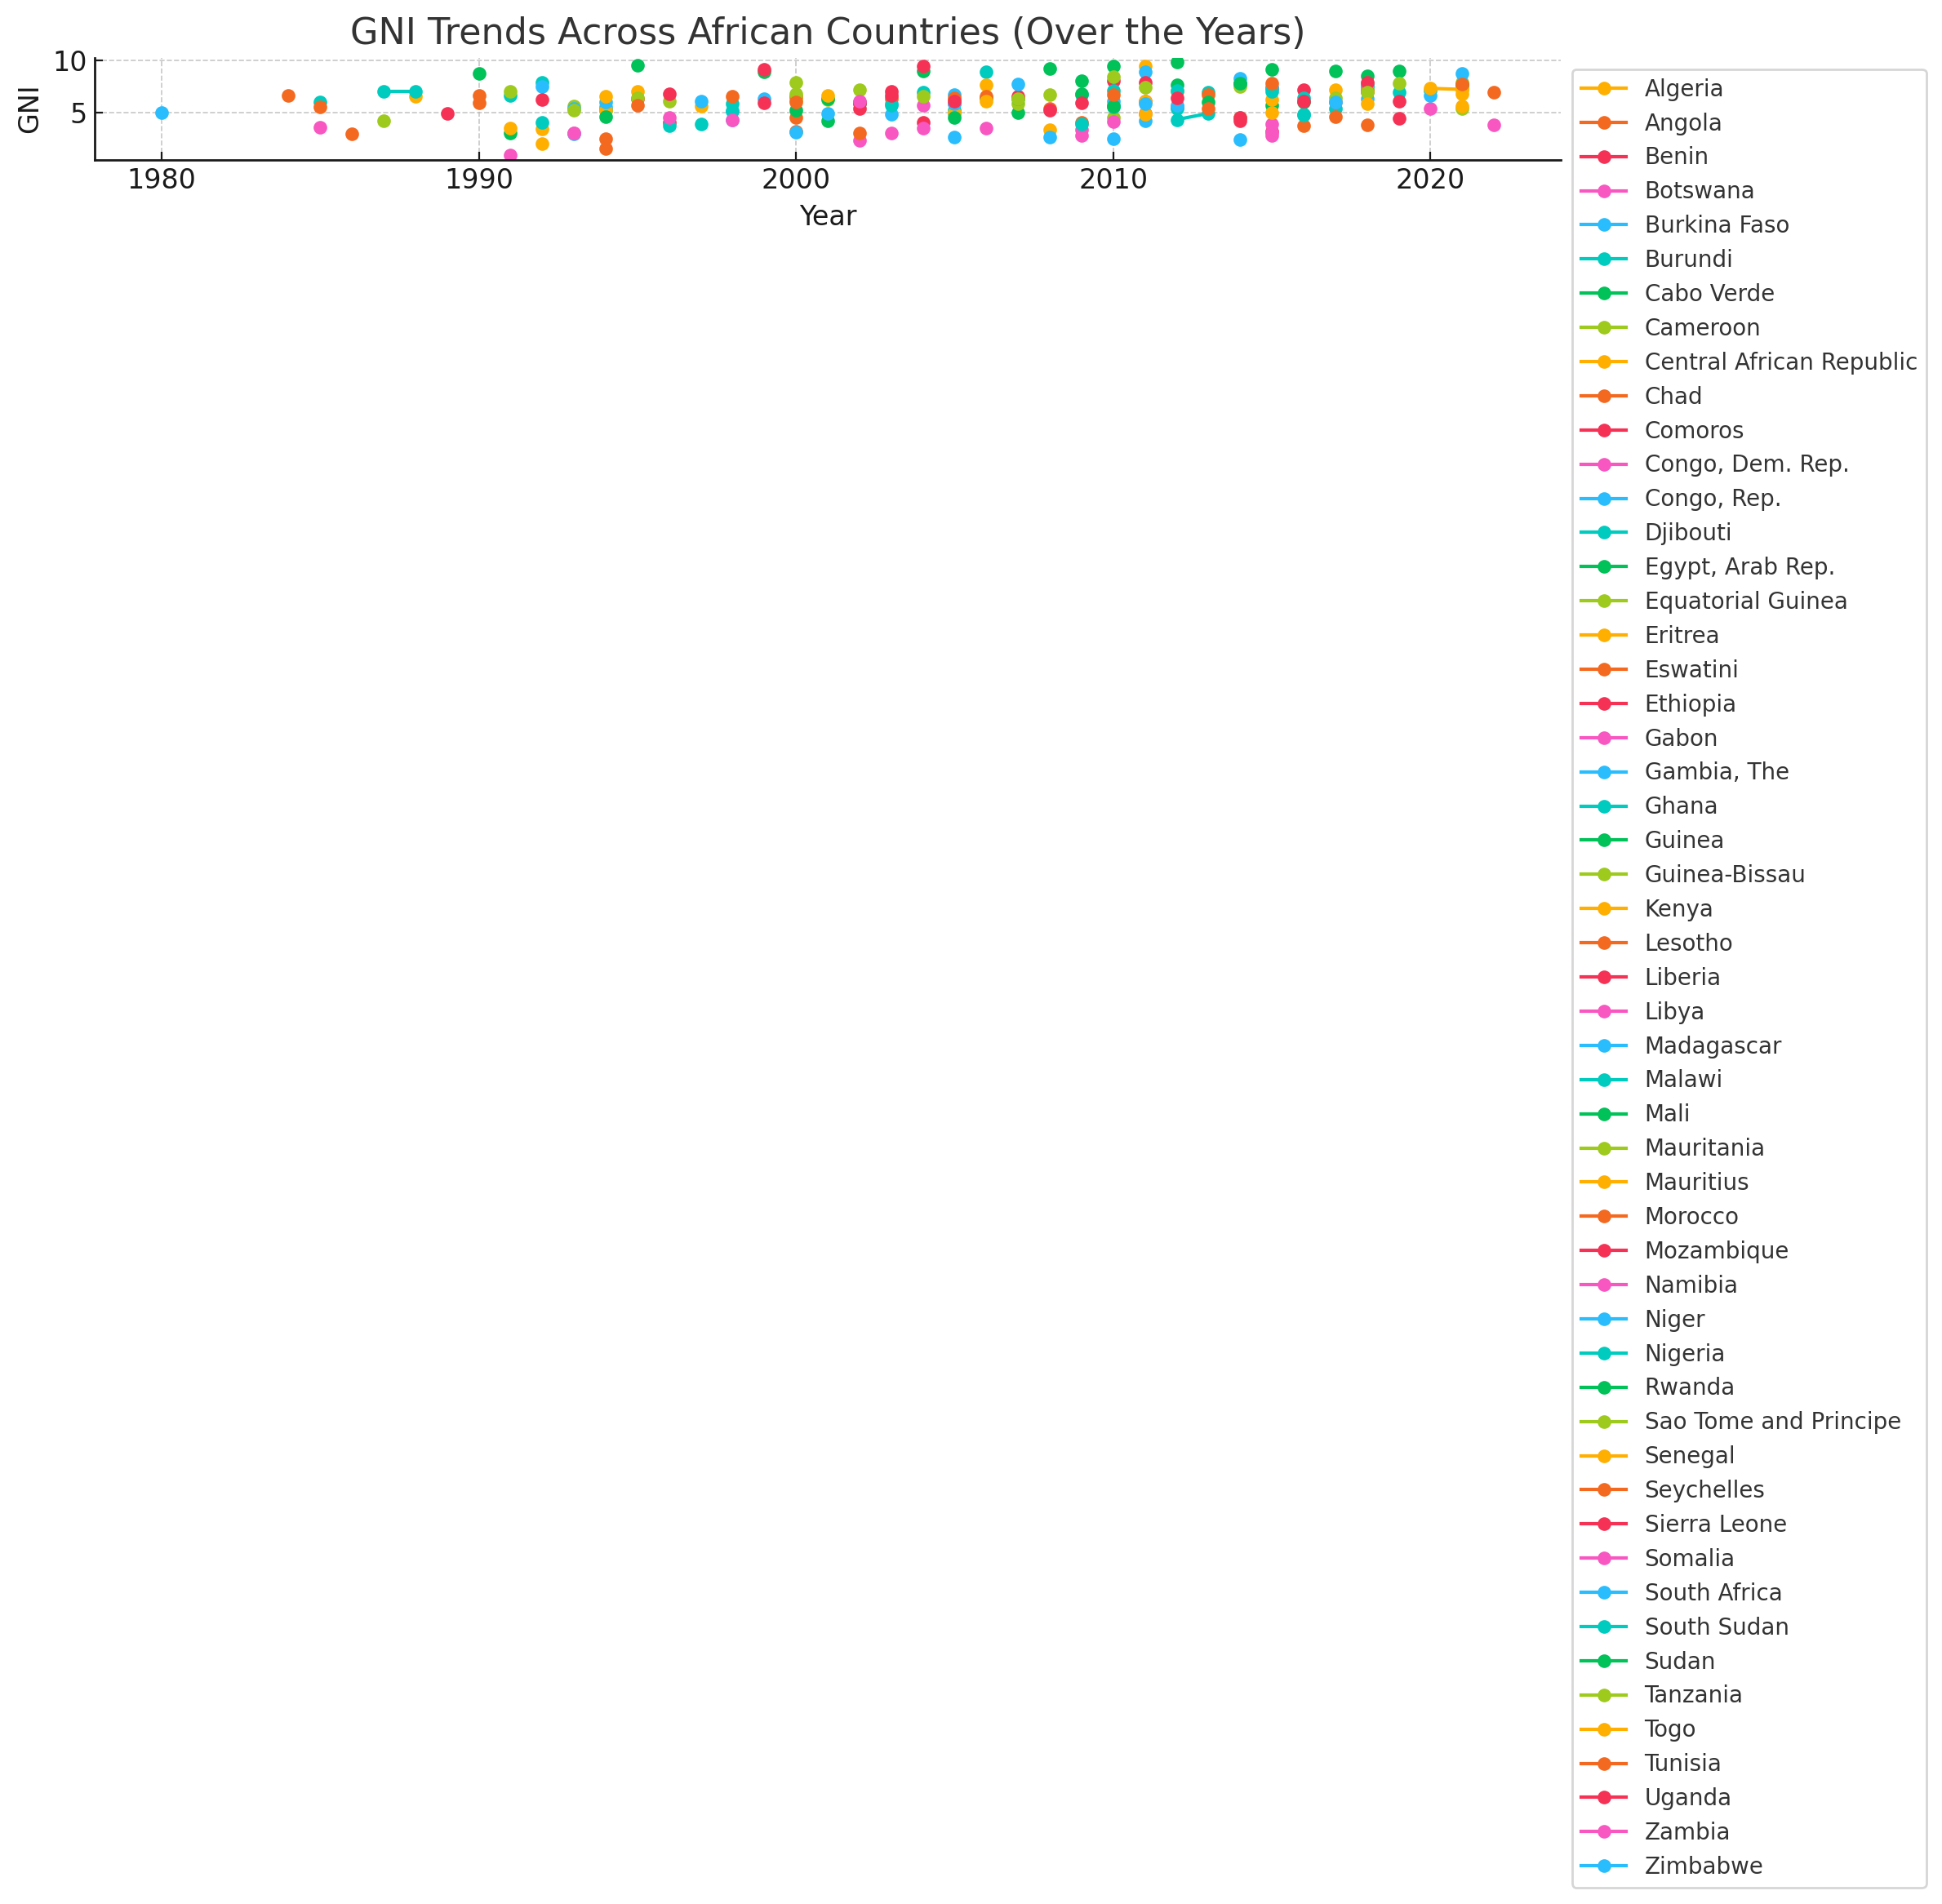 GNI Trends Across African Countries (Over the Years)
10
5
GNI
1980
1990
2000
2010
2020
Year
Algeria
Angola
Benin
Botswana
Burkina Faso
Burundi
Cabo Verde
Cameroon
Central African Republic
Chad
Comoros
Congo, Dem. Rep.
Congo, Rep.
Djibouti
Egypt, Arab Rep.
Equatorial Guinea
Eritrea
Eswatini
Ethiopia
Gabon
Gambia, The
Ghana
Guinea
Guinea-Bissau
Kenya
Lesotho
Liberia
Libya
Madagascar
Malawi
Mali
Mauritania
Mauritius
Morocco
Mozambique
Namibia
Niger
Nigeria
Rwanda
Sao Tome and Principe
Senegal
Seychelles
Sierra Leone
Somalia
South Africa
South Sudan
Sudan
Tanzania
Togo
Tunisia
Uganda
Zambia
Zimbabwe